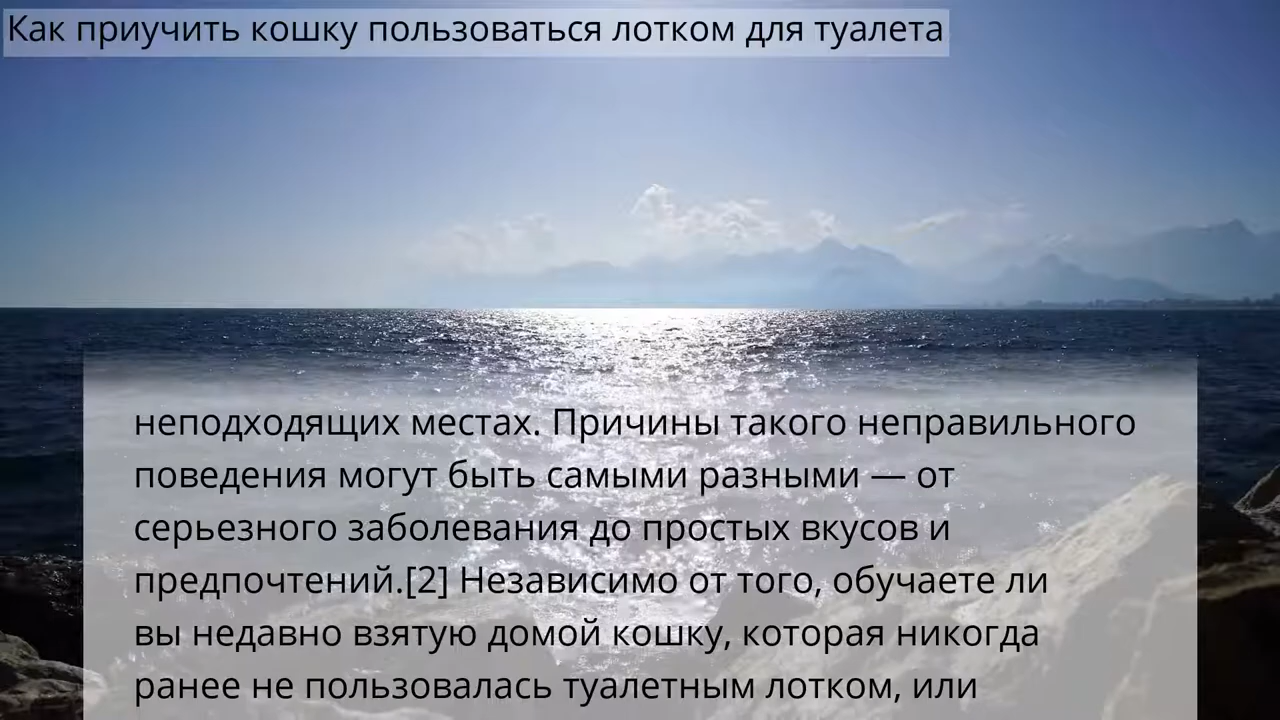 Как приучить кошку пользоваться лотком для туалета
неподходящих местах. Причины такого неправильного
поведения могут быть самыми разными — от
серьезного заболевания до простых вкусов и
предпочтений.[2] Независимо от того, обучаете ли
вы недавно взятую домой кошку, которая никогда
ранее не пользовалась туалетным лотком, или